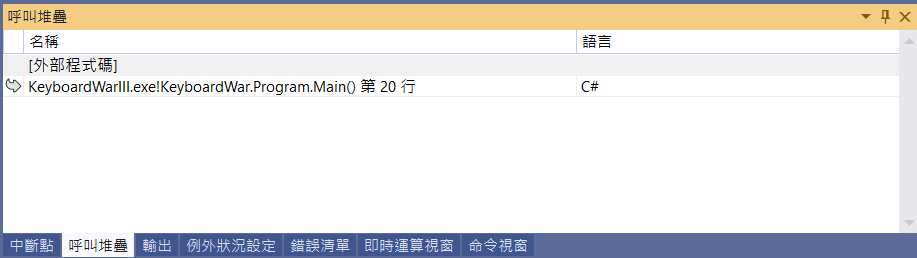 呼叫堆疊
名稱 語言
[外部程式碼]
KeyboardWarIII.exe!KeyboardWar.Program.Main() 第 20 行 C#
中斷點 呼叫堆疊 輸出 例外狀況設定 錯誤清單 即時運算視窗 命令視窗